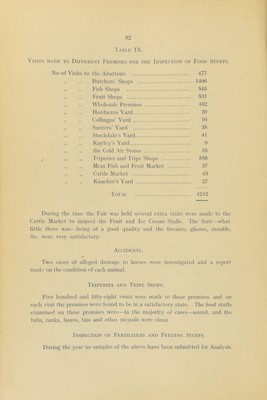 82
TABLE IX.
VISITS MADE TO DIFFERENT PREMISES FOR THE INSPECTION OF FOOD STUFFS.
No of Visits to the Abattoirs 477
„ „ Butchers' Shops 1406
„ „ Fish Shops 545
„ „ Fruit Shops 531
„ „ Wholesale Premises 462
„ „ Hardacres Yard 20
„ „ Collinges' Yard 16
„ „ Sunters' Yard 38
„ „ Stockdale's Yard 41
„ „ Kayley's Yard 9
„ „ the Cold Air Stores 35
„ „ Triperies and Tripe Shops 558
„ „ Meat Fish and Fruit Market 37
„ „ Cattle Market 43
„ „ Knacker's Yard 27
TOTAL
During the time the Fair was held several extra visits were made to the
Cattle Market to inspect the Fruit and Ice Cream Stalls. The fruit—what
little there was—being of a good quality and the freezers, glasses, moulds,
&c. were very satisfactory.
ACCIDENTS.
Two cases of alleged damage to horses were investigated and a report
made on the condition of each animal.
TRIPERIES AND TRIPE SHOPS.
Five hundred and fifty-eight visits were made to these premises and on
each visit the premises were found to be in a satisfactory state. The food stuffs
examined on these premises were—in the majority of cases—sound, and the
tubs, tanks, boxes, tins and other utensils were clean
INSPECTION OF FERTILIZERS AND FEEDING STUFFS.
During the year no samples of the above have been submitted for Analysis